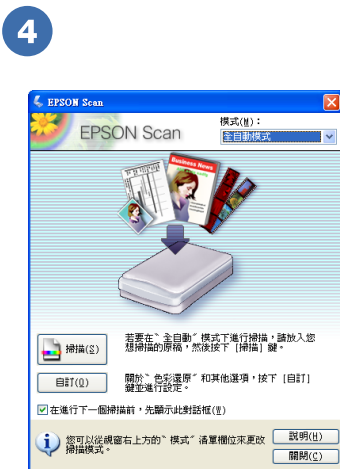 4
EPSON Scan
EPSON Scan
模式(M)：
全自動模式
Business News
掃描(S)
若要在〝全自動〞模式下進行掃描，請放入您
想掃描的原稿，然後按下 [掃描] 鍵。
自訂(O)
關於〝色彩還原〞和其他選項，按下 [自訂]
鍵並進行設定。
在進行下一個掃描前，先顯示此對話框(W)
您可以從視窗右上方的〝模式〞清單欄位來更改
掃描模式。
說明(H)
關閉(C)